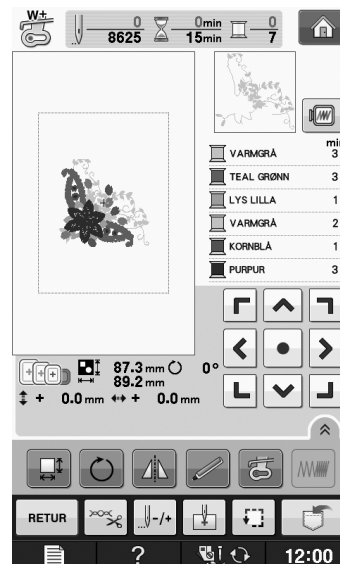 W+
0
8625
0min
15min
0
7
min
VARMGRÅ 3
TEAL GRØNN 3
LYS LILLA 1
VARMGRÅ 2
KORNBLÅ 1
PURPUR 3
87.3 mm 0°
89.2 mm
+ 0.0 mm + 0.0 mm
RETUR -/+
? 12:00